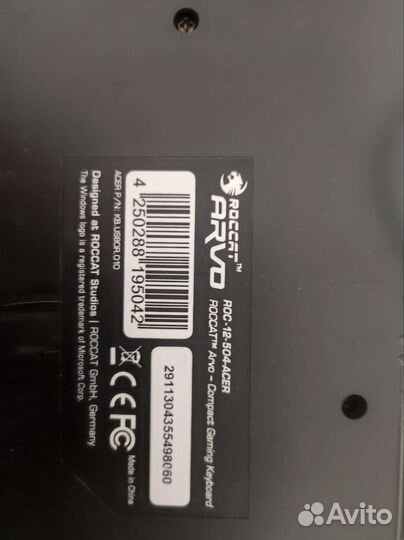 ROCCAT™
ARVO
ROC-12-504-ACER
ROCCAT™ Arvo - Compact Gaming Keyboard
4 250288 195042
2911304355498060
ACER P/N: KB.USB0R.010
CE FC
Made in China
Designed at ROCCAT Studios | ROCCAT GmbH, Germany
The Windows logo is a registered trademark of Microsoft Corp.
Avito